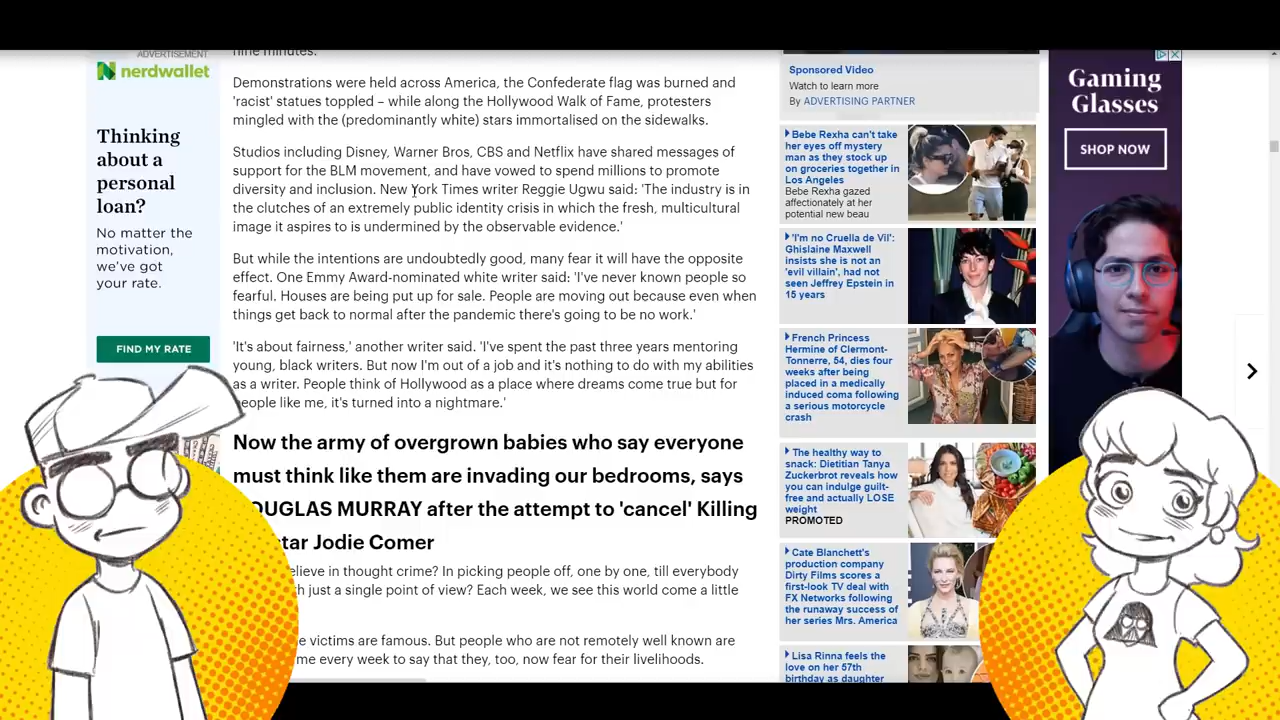 ADVERTISEMENT
nerdwallet
Thinking
about a
personal
loan?
No matter the
motivation,
we've got
your rate.
FIND MY RATE
nine minutes.
Demonstrations were held across America, the Confederate flag was burned and
'racist' statues toppled – while along the Hollywood Walk of Fame, protesters
mingled with the (predominantly white) stars immortalised on the sidewalks.
Studios including Disney, Warner Bros, CBS and Netflix have shared messages of
support for the BLM movement, and have vowed to spend millions to promote
diversity and inclusion. New York Times writer Reggie Ugwu said: 'The industry is in
the clutches of an extremely public identity crisis in which the fresh, multicultural
image it aspires to is undermined by the observable evidence.'
But while the intentions are undoubtedly good, many fear it will have the opposite
effect. One Emmy Award-nominated white writer said: 'I've never known people so
fearful. Houses are being put up for sale. People are moving out because even when
things get back to normal after the pandemic there's going to be no work.'
'It's about fairness,' another writer said. 'I've spent the past three years mentoring
young, black writers. But now I'm out of a job and it's nothing to do with my abilities
as a writer. People think of Hollywood as a place where dreams come true but for
people like me, it's turned into a nightmare.'
Now the army of overgrown babies who say everyone
must think like them are invading our bedrooms, says
DOUGLAS MURRAY after the attempt to 'cancel' Killing
star Jodie Comer
believe in thought crime? In picking people off, one by one, till everybody
just a single point of view? Each week, we see this world come a little
victims are famous. But people who are not remotely well known are
me every week to say that they, too, now fear for their livelihoods.
Sponsored Video
Watch to learn more
By ADVERTISING PARTNER
Bebe Rexha can't take
her eyes off mystery
man as they stock up
on groceries together in
Los Angeles
Bebe Rexha gazed
affectionately at her
potential new beau
'I'm no Cruella de Vil':
Ghislaine Maxwell
insists she is not an
'evil villain', had not
seen Jeffrey Epstein in
15 years
French Princess
Hermine of Clermont-
Tonnerre, 54, dies four
weeks after being
placed in a medically
induced coma following
a serious motorcycle
crash
The healthy way to
snack: Dietitian Tanya
Zuckerbrot reveals how
you can indulge guilt-
free and actually LOSE
weight
PROMOTED
Cate Blanchett's
production company
Dirty Films scores a
first-look TV deal with
FX Networks following
the runaway success of
her series Mrs. America
Lisa Rinna feels the
love on her 57th
birthday as daughter
Gaming
Glasses
SHOP NOW